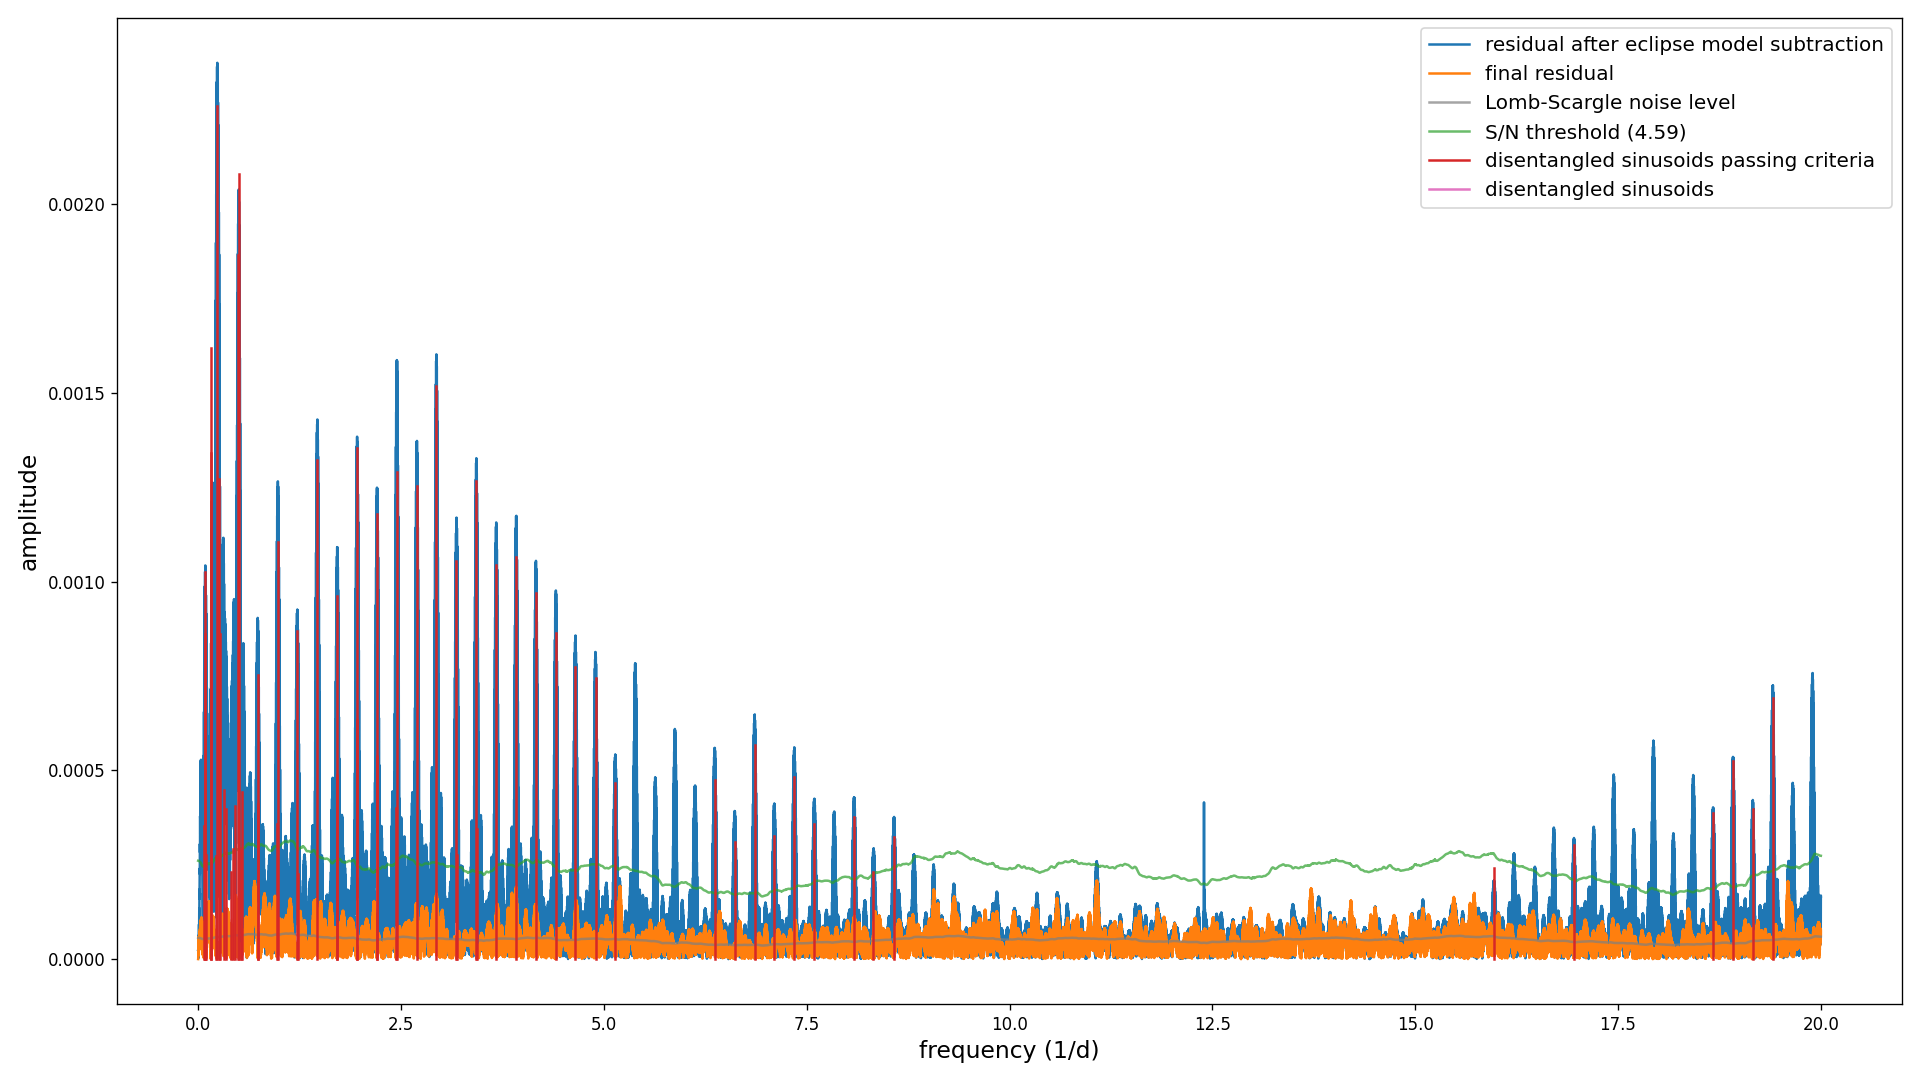 residual after eclipse model subtraction
final residual
Lomb-Scargle noise level
S/N threshold (4.59)
disentangled sinusoids passing criteria
disentangled sinusoids
amplitude
0.0020
0.0015
0.0010
0.0005
0.0000
0.0 2.5 5.0 7.5 10.0 12.5 15.0 17.5 20.0
frequency (1/d)